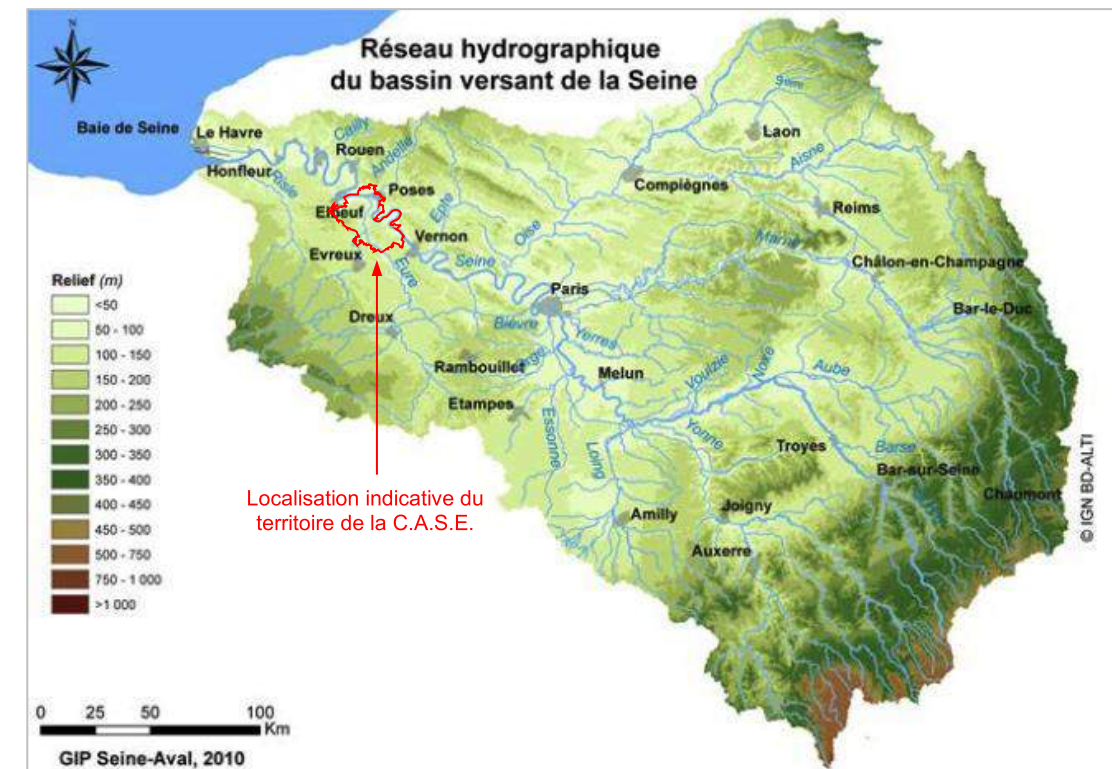 N
Réseau hydrographique
du bassin versant de la Seine
Baie de Seine
Le Havre
Honfleur
Risle
Cailly
Rouen
Andelle
Poses
Elbeuf
Epte
Vernon
Evreux
Eure
Seine
Oise
Compiègnes
Serre
Laon
Aisne
Reims
Marne
Châlon-en-Champagne
Bar-le-Duc
Paris
Dreux
Bièvre
Yerres
Rambouillet
Orge
Melun
Voulzie
Noxe
Aube
Etampes
Essonne
Loing
Yonne
Troyes
Barse
Bar-sur-Seine
Chaumont
Amilly
Joigny
Auxerre
Localisation indicative du
territoire de la C.A.S.E.
Relief (m)
<50
50 - 100
100 - 150
150 - 200
200 - 250
250 - 300
300 - 350
350 - 400
400 - 450
450 - 500
500 - 750
750 - 1 000
>1 000
0 25 50 100
Km
GIP Seine-Aval, 2010
© IGN BD-ALTI